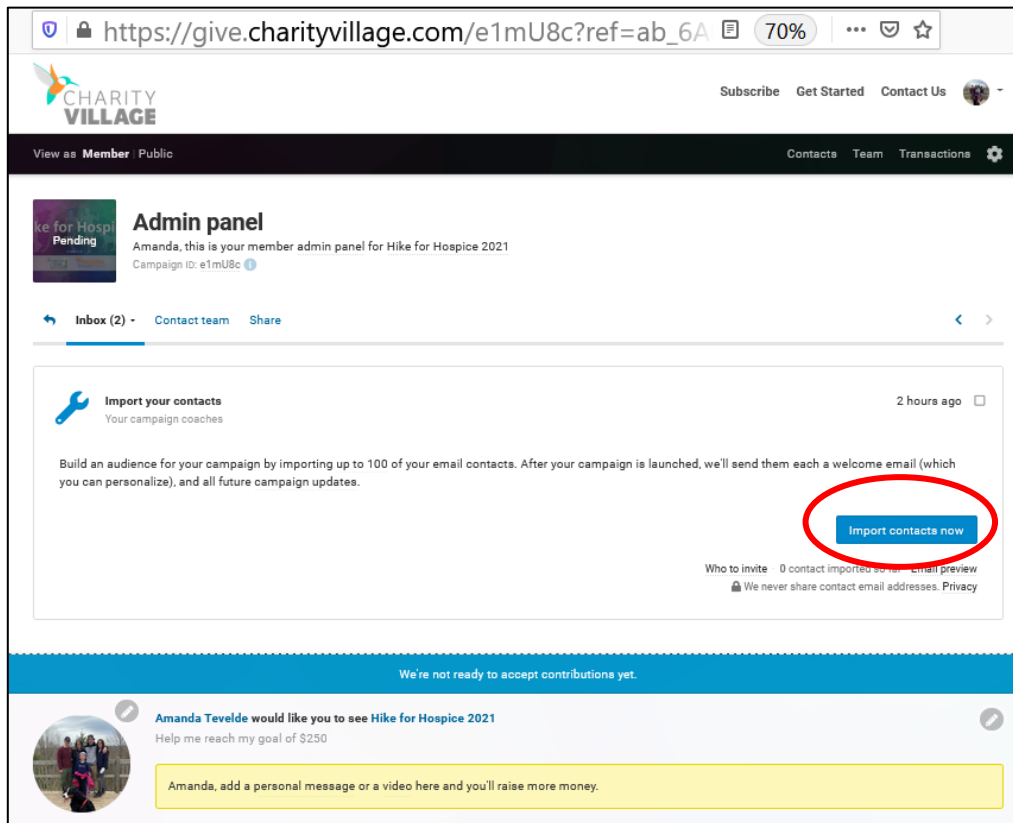 https://give.charityvillage.com/e1mU8c?ref=ab_6A 70%
CHARITY
VILLAGE
Subscribe Get Started Contact Us
View as Member | Public Contacts Team Transactions
ke for Hospi
Pending
Admin panel
Amanda, this is your member admin panel for Hike for Hospice 2021
Campaign ID: e1mU8c
Inbox (2) Contact team Share
Import your contacts 2 hours ago
Your campaign coaches
Build an audience for your campaign by importing up to 100 of your email contacts. After your campaign is launched, we'll send them each a welcome email (which
you can personalize), and all future campaign updates.
Import contacts now
Who to invite · 0 contact imported so far · Email preview
We never share contact email addresses. Privacy
We're not ready to accept contributions yet.
Amanda Tevelde would like you to see Hike for Hospice 2021
Help me reach my goal of $250
Amanda, add a personal message or a video here and you'll raise more money.